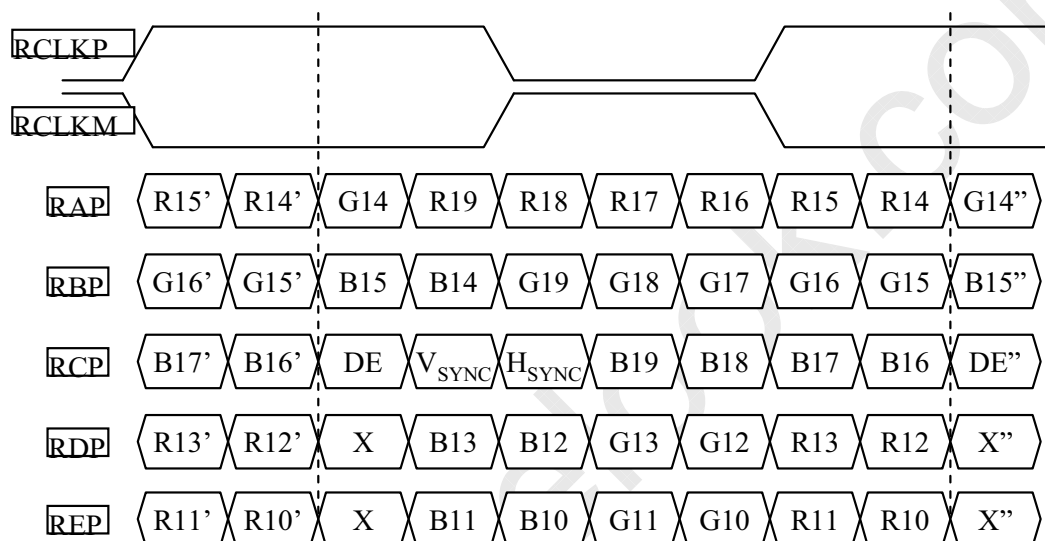 RCLKP
RCLKM
RAP R15’ R14’ G14 R19 R18 R17 R16 R15 R14 G14”
RBP G16’ G15’ B15 B14 G19 G18 G17 G16 G15 B15”
RCP B17’ B16’ DE VSYNC HSYNC B19 B18 B17 B16 DE”
RDP R13’ R12’ X B13 B12 G13 G12 R13 R12 X”
REP R11’ R10’ X B11 B10 G11 G10 R11 R10 X”